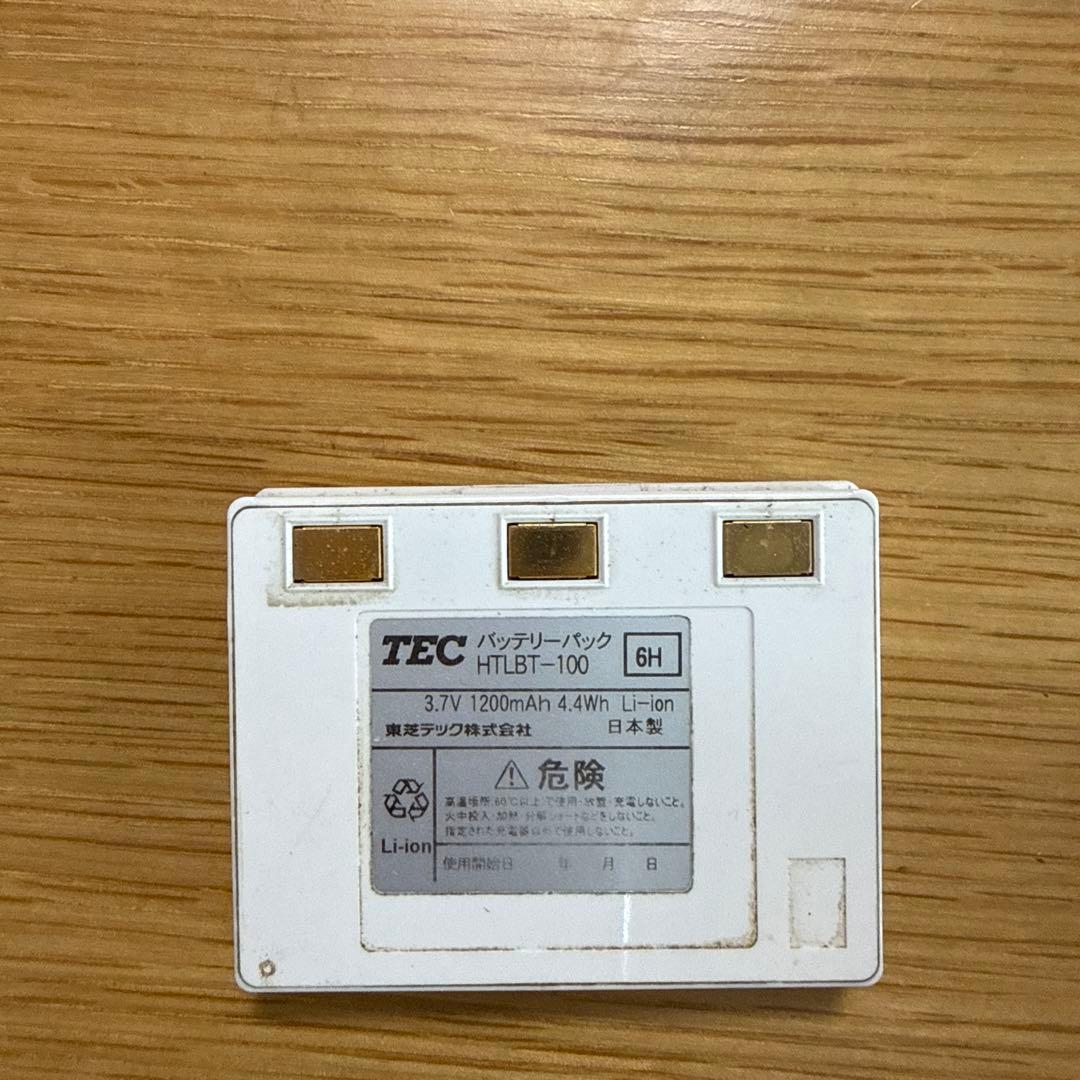 TEC バッテリーパック
HTLBT-100 6H
3.7V 1200mAh 4.4Wh Li-ion
東芝テック株式会社 日本製
⚠危険
高温場所(60℃以上)で使用・放置・充電しないこと。
火中投入・加熱・分解・ショートなどをしないこと。
指定された充電器以外で使用しないこと。
Li-ion
使用開始日 年 月 日